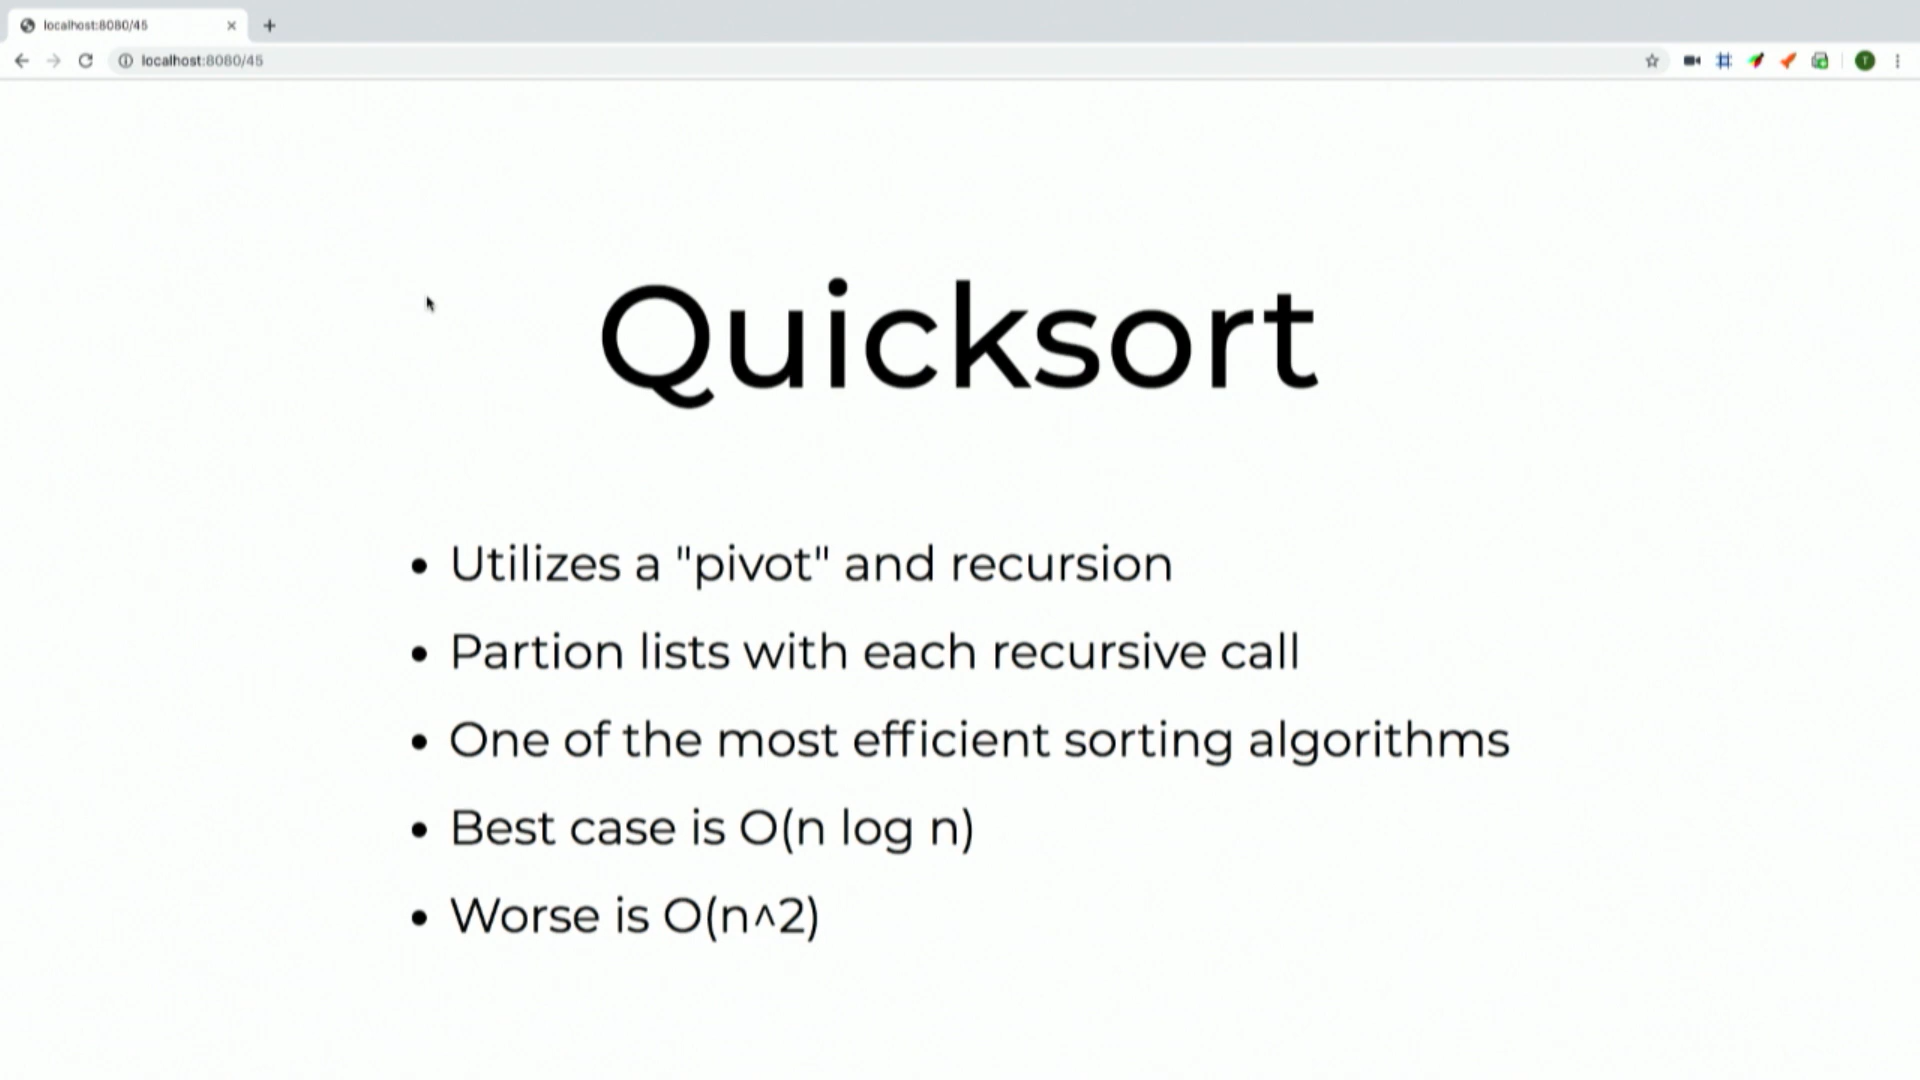 localhost:8080/45
localhost:8080/45
T
Quicksort
• Utilizes a "pivot" and recursion
• Partion lists with each recursive call
• One of the most efficient sorting algorithms
• Best case is O(n log n)
• Worse is O(n^2)